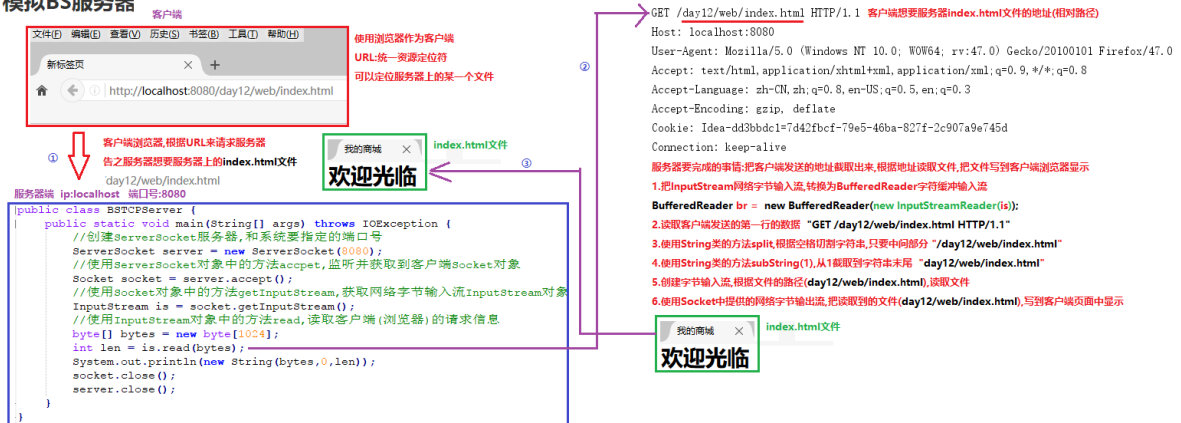 模拟BS服务器
客户端
文件(F) 编辑(E) 查看(V) 历史(S) 书签(B) 工具(T) 帮助(H)
新标签页 × +
http://localhost:8080/day12/web/index.html
使用浏览器作为客户端
URL:统一资源定位符
可以定位服务器上的某一个文件
①
客户端浏览器,根据URL来请求服务器
告之服务器想要服务器上的index.html文件
day12/web/index.html
服务器端 ip:localhost 端口号:8080
public class BSTCPServer {
public static void main(String[] args) throws IOException {
//创建ServerSocket服务器,和系统要指定的端口号
ServerSocket server = new ServerSocket(8080);
//使用ServerSocket对象中的方法accpet,监听并获取到客户端Socket对象
Socket socket = server.accept();
//使用Socket对象中的方法getInputStream,获取网络字节输入流InputStream对象
InputStream is = socket.getInputStream();
//使用InputStream对象中的方法read,读取客户端(浏览器)的请求信息
byte[] bytes = new byte[1024];
int len = is.read(bytes);
System.out.println(new String(bytes,0,len));
socket.close();
server.close();
}
}
我的商城 ×
欢迎光临
index.html文件
③
②
GET /day12/web/index.html HTTP/1.1 客户端想要服务器index.html文件的地址(相对路径)
Host: localhost:8080
User-Agent: Mozilla/5.0 (Windows NT 10.0; WOW64; rv:47.0) Gecko/20100101 Firefox/47.0
Accept: text/html,application/xhtml+xml,application/xml;q=0.9,*/*;q=0.8
Accept-Language: zh-CN,zh;q=0.8,en-US;q=0.5,en;q=0.3
Accept-Encoding: gzip, deflate
Cookie: Idea-dd3bbdc1=7d42fbcf-79e5-46ba-827f-2c907a9e745d
Connection: keep-alive
服务器要完成的事情:把客户端发送的地址截取出来,根据地址读取文件,把文件写到客户端浏览器显示
1.把InputStream网络字节输入流,转换为BufferedReader字符缓冲输入流
BufferedReader br = new BufferedReader(new InputStreamReader(is));
2.读取客户端发送的第一行的数据 "GET /day12/web/index.html HTTP/1.1"
3.使用String类的方法split,根据空格切割字符串,只要中间部分 "/day12/web/index.html"
4.使用String类的方法subString(1),从1截取到字符串末尾 "day12/web/index.html"
5.创建字节输入流,根据文件的路径(day12/web/index.html),读取文件
6.使用Socket中提供的网络字节输出流,把读取到的文件(day12/web/index.html),写到客户端页面中显示
我的商城 ×
欢迎光临
index.html文件